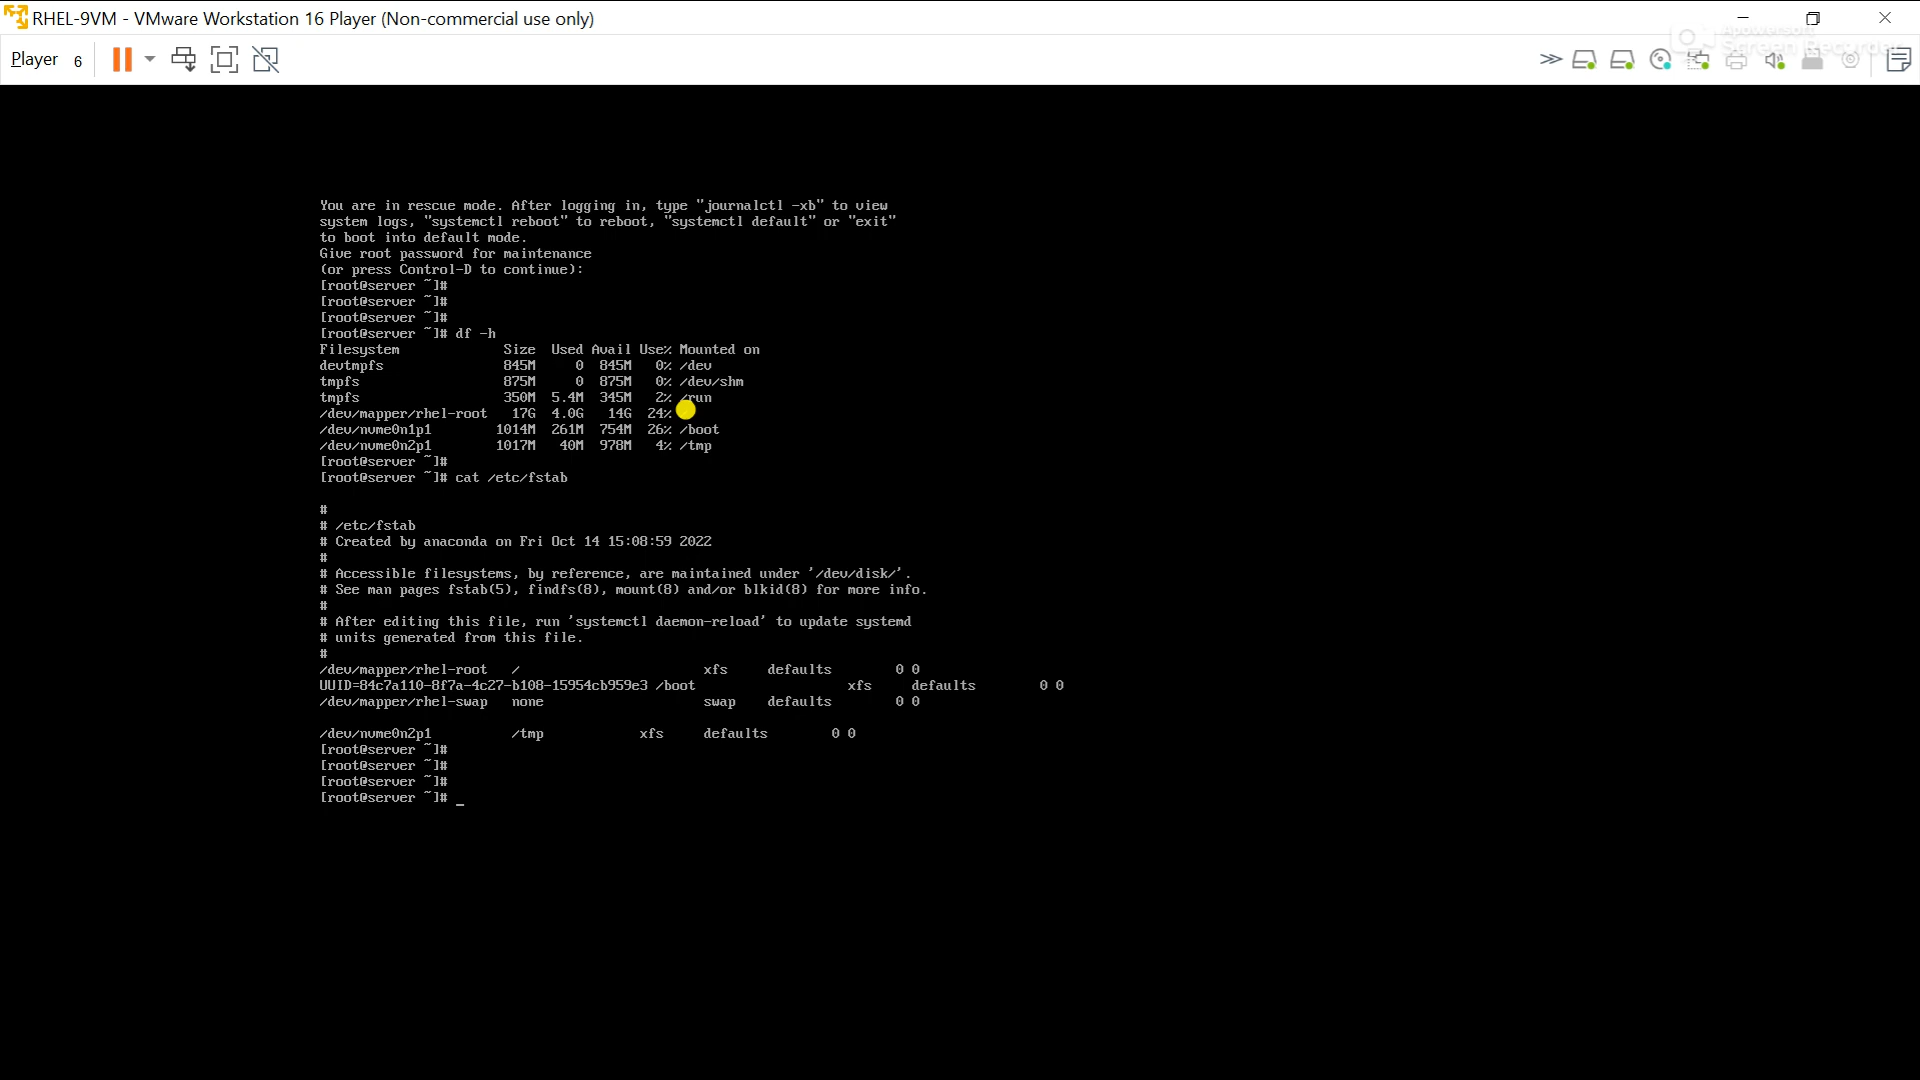 RHEL-9VM - VMware Workstation 16 Player (Non-commercial use only)
Player 6
Apowersoft
Screen Recorder
You are in rescue mode. After logging in, type "journalctl -xb" to view
system logs, "systemctl reboot" to reboot, "systemctl default" or "exit"
to boot into default mode.
Give root password for maintenance
(or press Control-D to continue):
[root@server ~]#
[root@server ~]#
[root@server ~]#
[root@server ~]# df -h
Filesystem Size Used Avail Use% Mounted on
devtmpfs 845M 0 845M 0% /dev
tmpfs 875M 0 875M 0% /dev/shm
tmpfs 350M 5.4M 345M 2% /run
/dev/mapper/rhel-root 17G 4.0G 14G 24%
/dev/nvme0n1p1 1014M 261M 754M 26% /boot
/dev/nvme0n2p1 1017M 40M 978M 4% /tmp
[root@server ~]#
[root@server ~]# cat /etc/fstab
#
# /etc/fstab
# Created by anaconda on Fri Oct 14 15:08:59 2022
#
# Accessible filesystems, by reference, are maintained under '/dev/disk/'.
# See man pages fstab(5), findfs(8), mount(8) and/or blkid(8) for more info.
#
# After editing this file, run 'systemctl daemon-reload' to update systemd
# units generated from this file.
#
/dev/mapper/rhel-root / xfs defaults 0 0
UUID=84c7a110-8f7a-4c27-b108-15954cb959e3 /boot xfs defaults 0 0
/dev/mapper/rhel-swap none swap defaults 0 0
/dev/nvme0n2p1 /tmp xfs defaults 0 0
[root@server ~]#
[root@server ~]#
[root@server ~]#
[root@server ~]# _